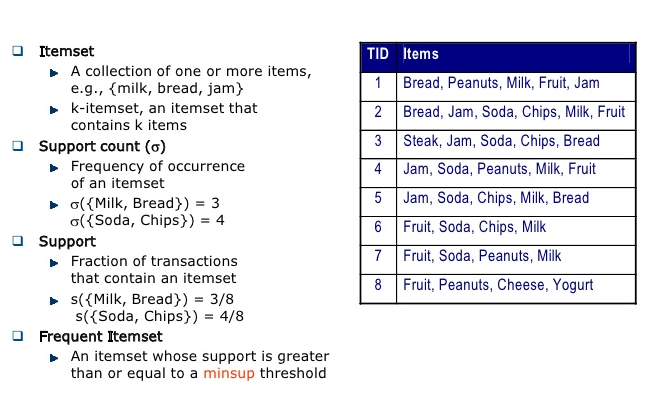 Itemset
A collection of one or more items,
e.g., {milk, bread, jam}
k-itemset, an itemset that
contains k items
Support count (σ)
Frequency of occurrence
of an itemset
σ({Milk, Bread}) = 3
σ({Soda, Chips}) = 4
Support
Fraction of transactions
that contain an itemset
s({Milk, Bread}) = 3/8
s({Soda, Chips}) = 4/8
Frequent Itemset
An itemset whose support is greater
than or equal to a minsup threshold
TID Items
1 Bread, Peanuts, Milk, Fruit, Jam
2 Bread, Jam, Soda, Chips, Milk, Fruit
3 Steak, Jam, Soda, Chips, Bread
4 Jam, Soda, Peanuts, Milk, Fruit
5 Jam, Soda, Chips, Milk, Bread
6 Fruit, Soda, Chips, Milk
7 Fruit, Soda, Peanuts, Milk
8 Fruit, Peanuts, Cheese, Yogurt